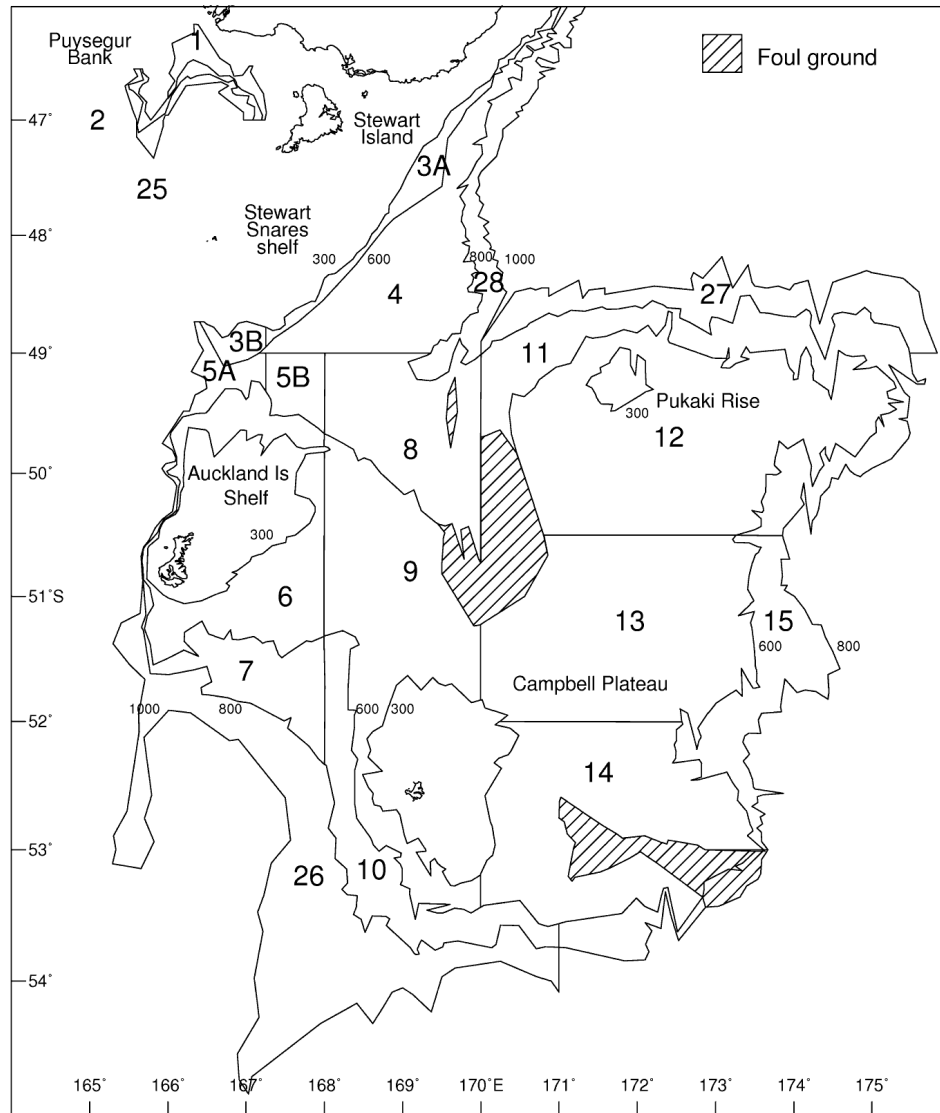 1
Puysegur
Bank
Foul ground
2
47°
Stewart
Island
3A
25
Stewart
Snares
shelf
48°
300
600
800
1000
28
4
27
3B
49°
5A
5B
11
300
Pukaki Rise
8
12
50°
Auckland Is
Shelf
300
9
6
51°S
13
15
600
800
7
Campbell Plateau
1000
800
600
300
52°
14
53°
26
10
54°
165°
166°
167°
168°
169°
170°E
171°
172°
173°
174°
175°